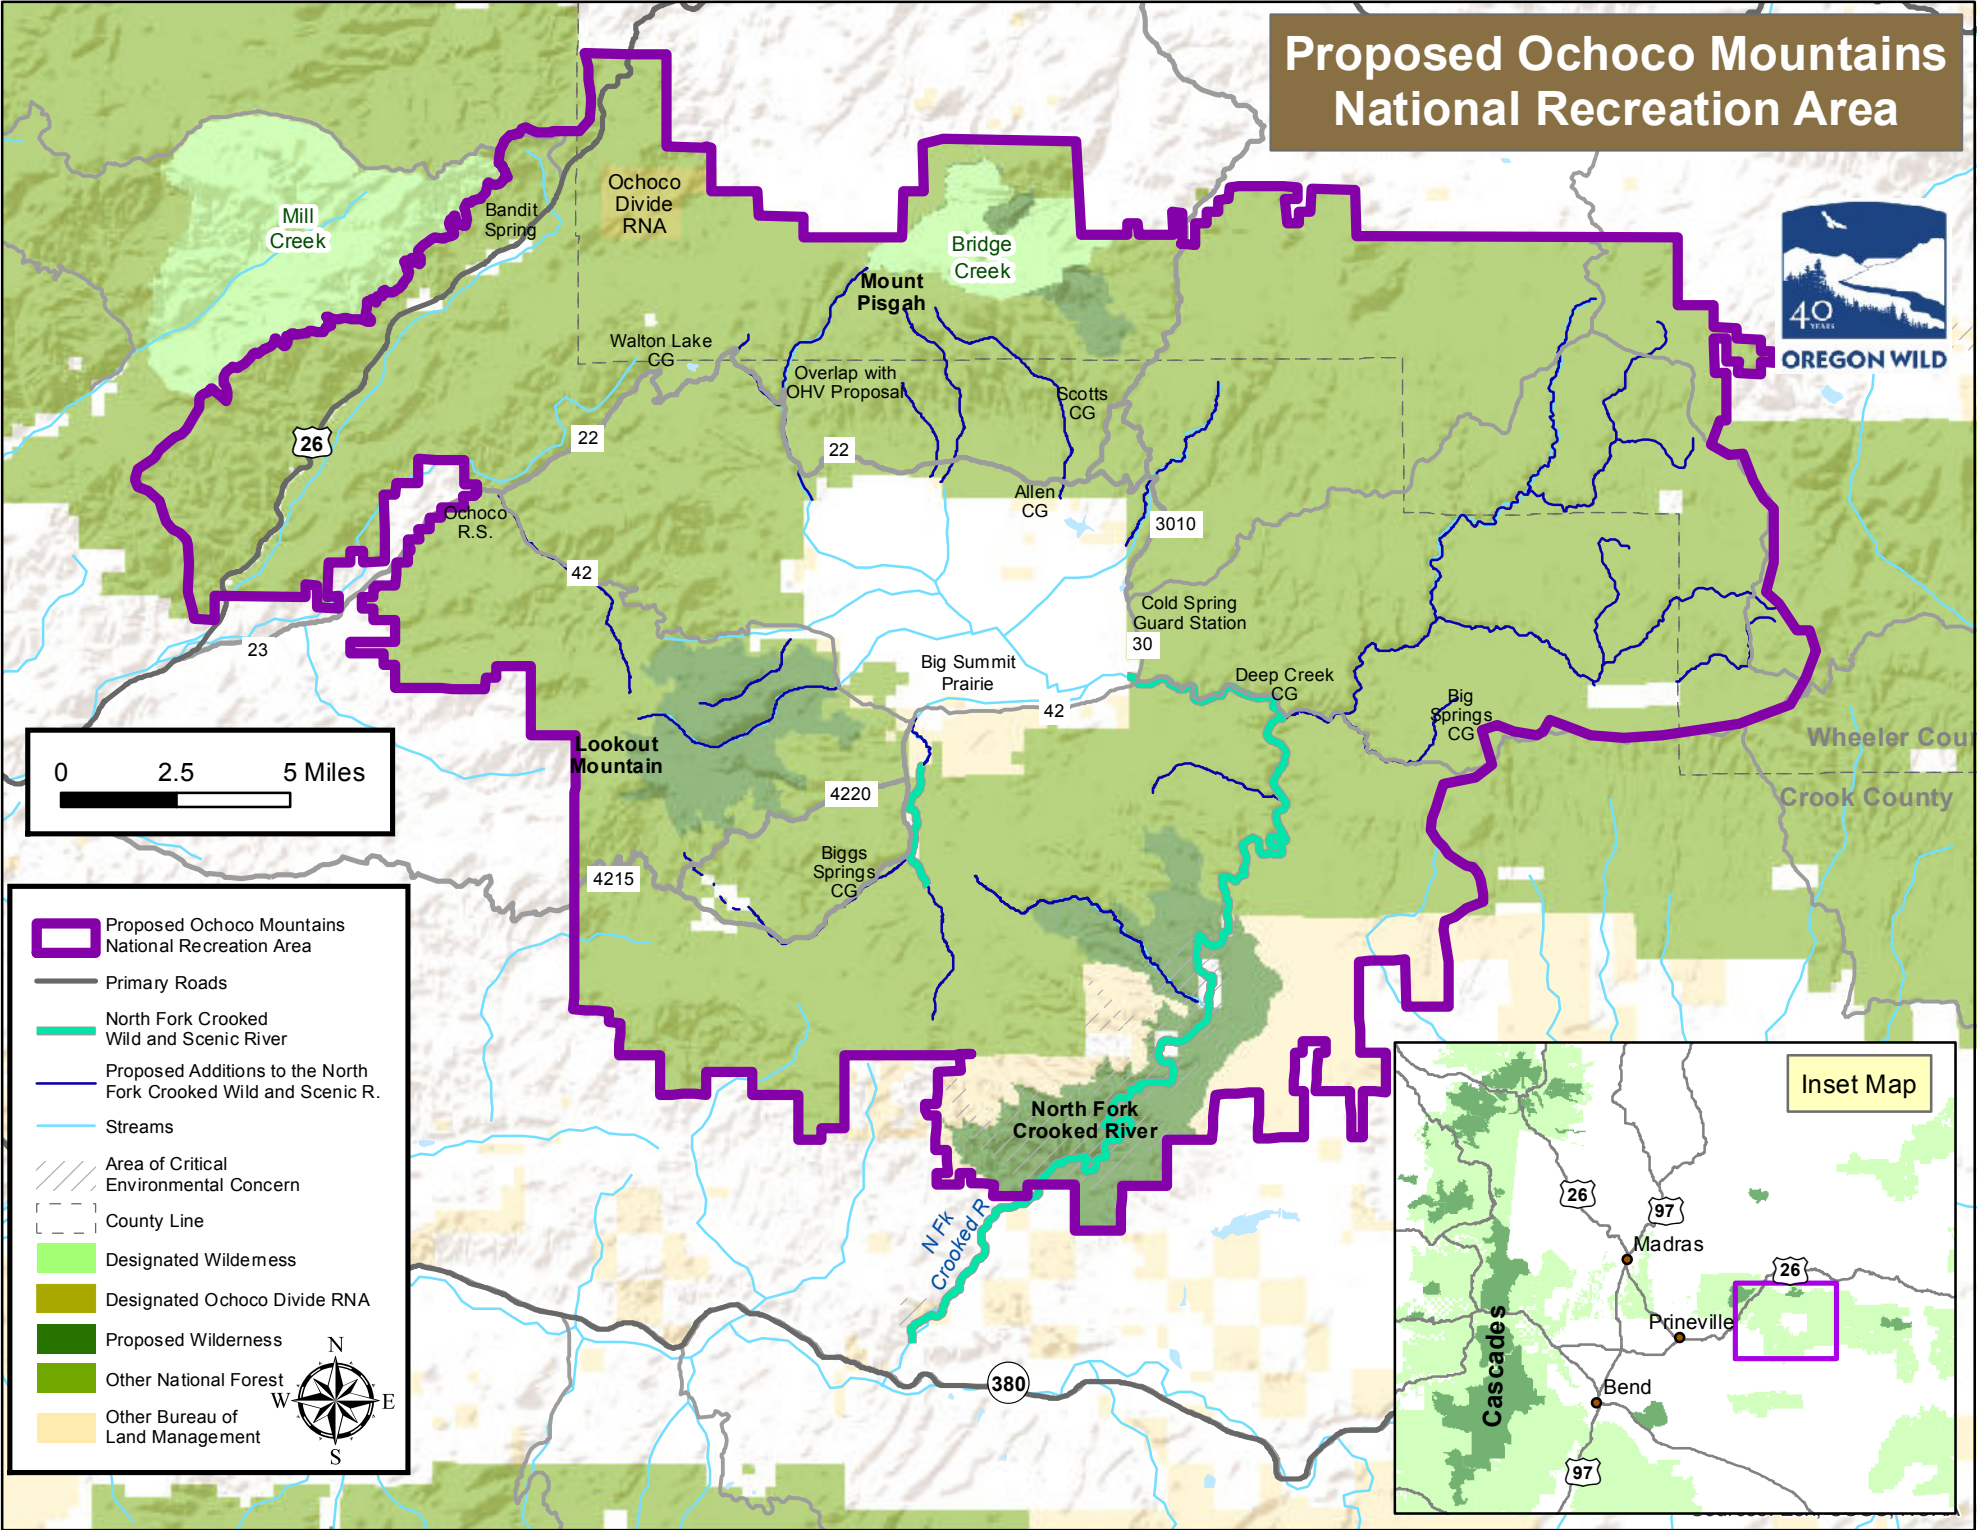 Proposed Ochoco Mountains
National Recreation Area
Mill
Creek
Bandit
Spring
Ochoco
Divide
RNA
Bridge
Creek
Mount
Pisgah
40
YEARS
OREGON WILD
Walton Lake
CG
Overlap with
OHV Proposal
Scotts
CG
26
22
22
Allen
CG
Ochoco
R.S.
3010
42
Cold Spring
Guard Station
23
30
Big Summit
Prairie
Deep Creek
CG
42
Big
Springs
CG
Wheeler Cou
Crook County
Lookout
Mountain
0 2.5 5 Miles
4220
Biggs
Springs
CG
4215
Proposed Ochoco Mountains
National Recreation Area
Primary Roads
North Fork Crooked
Wild and Scenic River
Proposed Additions to the North
Fork Crooked Wild and Scenic R.
Streams
Area of Critical
Environmental Concern
County Line
Designated Wilderness
Designated Ochoco Divide RNA
Proposed Wilderness
Other National Forest
Other Bureau of
Land Management
N
W E
S
North Fork
Crooked River
N Fk
Crooked R
380
Inset Map
26
97
Madras
26
Prineville
Cascades
Bend
97